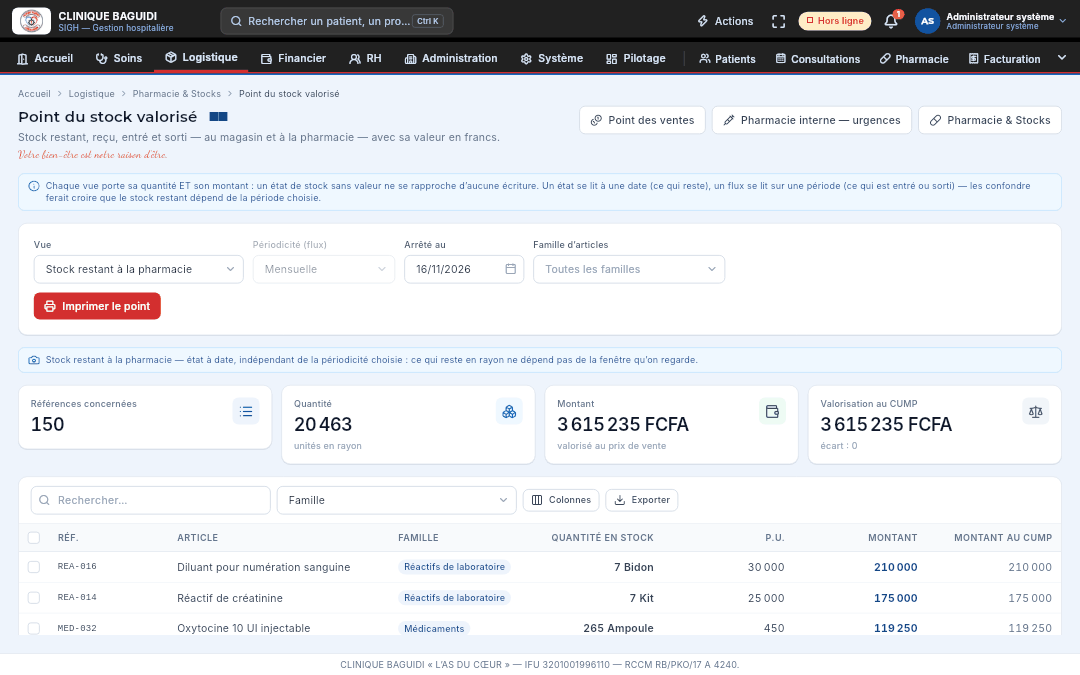 CLINIQUE BAGUIDI
SIGH — Gestion hospitalière
Rechercher un patient, un pro... Ctrl K
Actions
Hors ligne
1
AS
Administrateur système
Administrateur système
Accueil
Soins
Logistique
Financier
RH
Administration
Système
Pilotage
Patients
Consultations
Pharmacie
Facturation
Accueil > Logistique > Pharmacie & Stocks > Point du stock valorisé
Point du stock valorisé
Stock restant, reçu, entré et sorti — au magasin et à la pharmacie — avec sa valeur en francs.
Votre bien-être est notre raison d'être.
Point des ventes
Pharmacie interne — urgences
Pharmacie & Stocks
Chaque vue porte sa quantité ET son montant : un état de stock sans valeur ne se rapproche d'aucune écriture. Un état se lit à une date (ce qui reste), un flux se lit sur une période (ce qui est entré ou sorti) — les confondre
ferait croire que le stock restant dépend de la période choisie.
Vue
Périodicité (flux)
Arrêté au
Famille d'articles
Stock restant à la pharmacie
Mensuelle
16/11/2026
Toutes les familles
Imprimer le point
Stock restant à la pharmacie — état à date, indépendant de la périodicité choisie : ce qui reste en rayon ne dépend pas de la fenêtre qu'on regarde.
Références concernées
150
Quantité
20 463
unités en rayon
Montant
3 615 235 FCFA
valorisé au prix de vente
Valorisation au CUMP
3 615 235 FCFA
écart : 0
Rechercher...
Famille
Colonnes
Exporter
RÉF. ARTICLE FAMILLE QUANTITÉ EN STOCK P.U. MONTANT MONTANT AU CUMP
REA-016 Diluant pour numération sanguine Réactifs de laboratoire 7 Bidon 30 000 210 000 210 000
REA-014 Réactif de créatinine Réactifs de laboratoire 7 Kit 25 000 175 000 175 000
MED-032 Oxytocine 10 UI injectable Médicaments 265 Ampoule 450 119 250 119 250
CLINIQUE BAGUIDI « L'AS DU CŒUR » — IFU 3201001996110 — RCCM RB/PKO/17 A 4240.